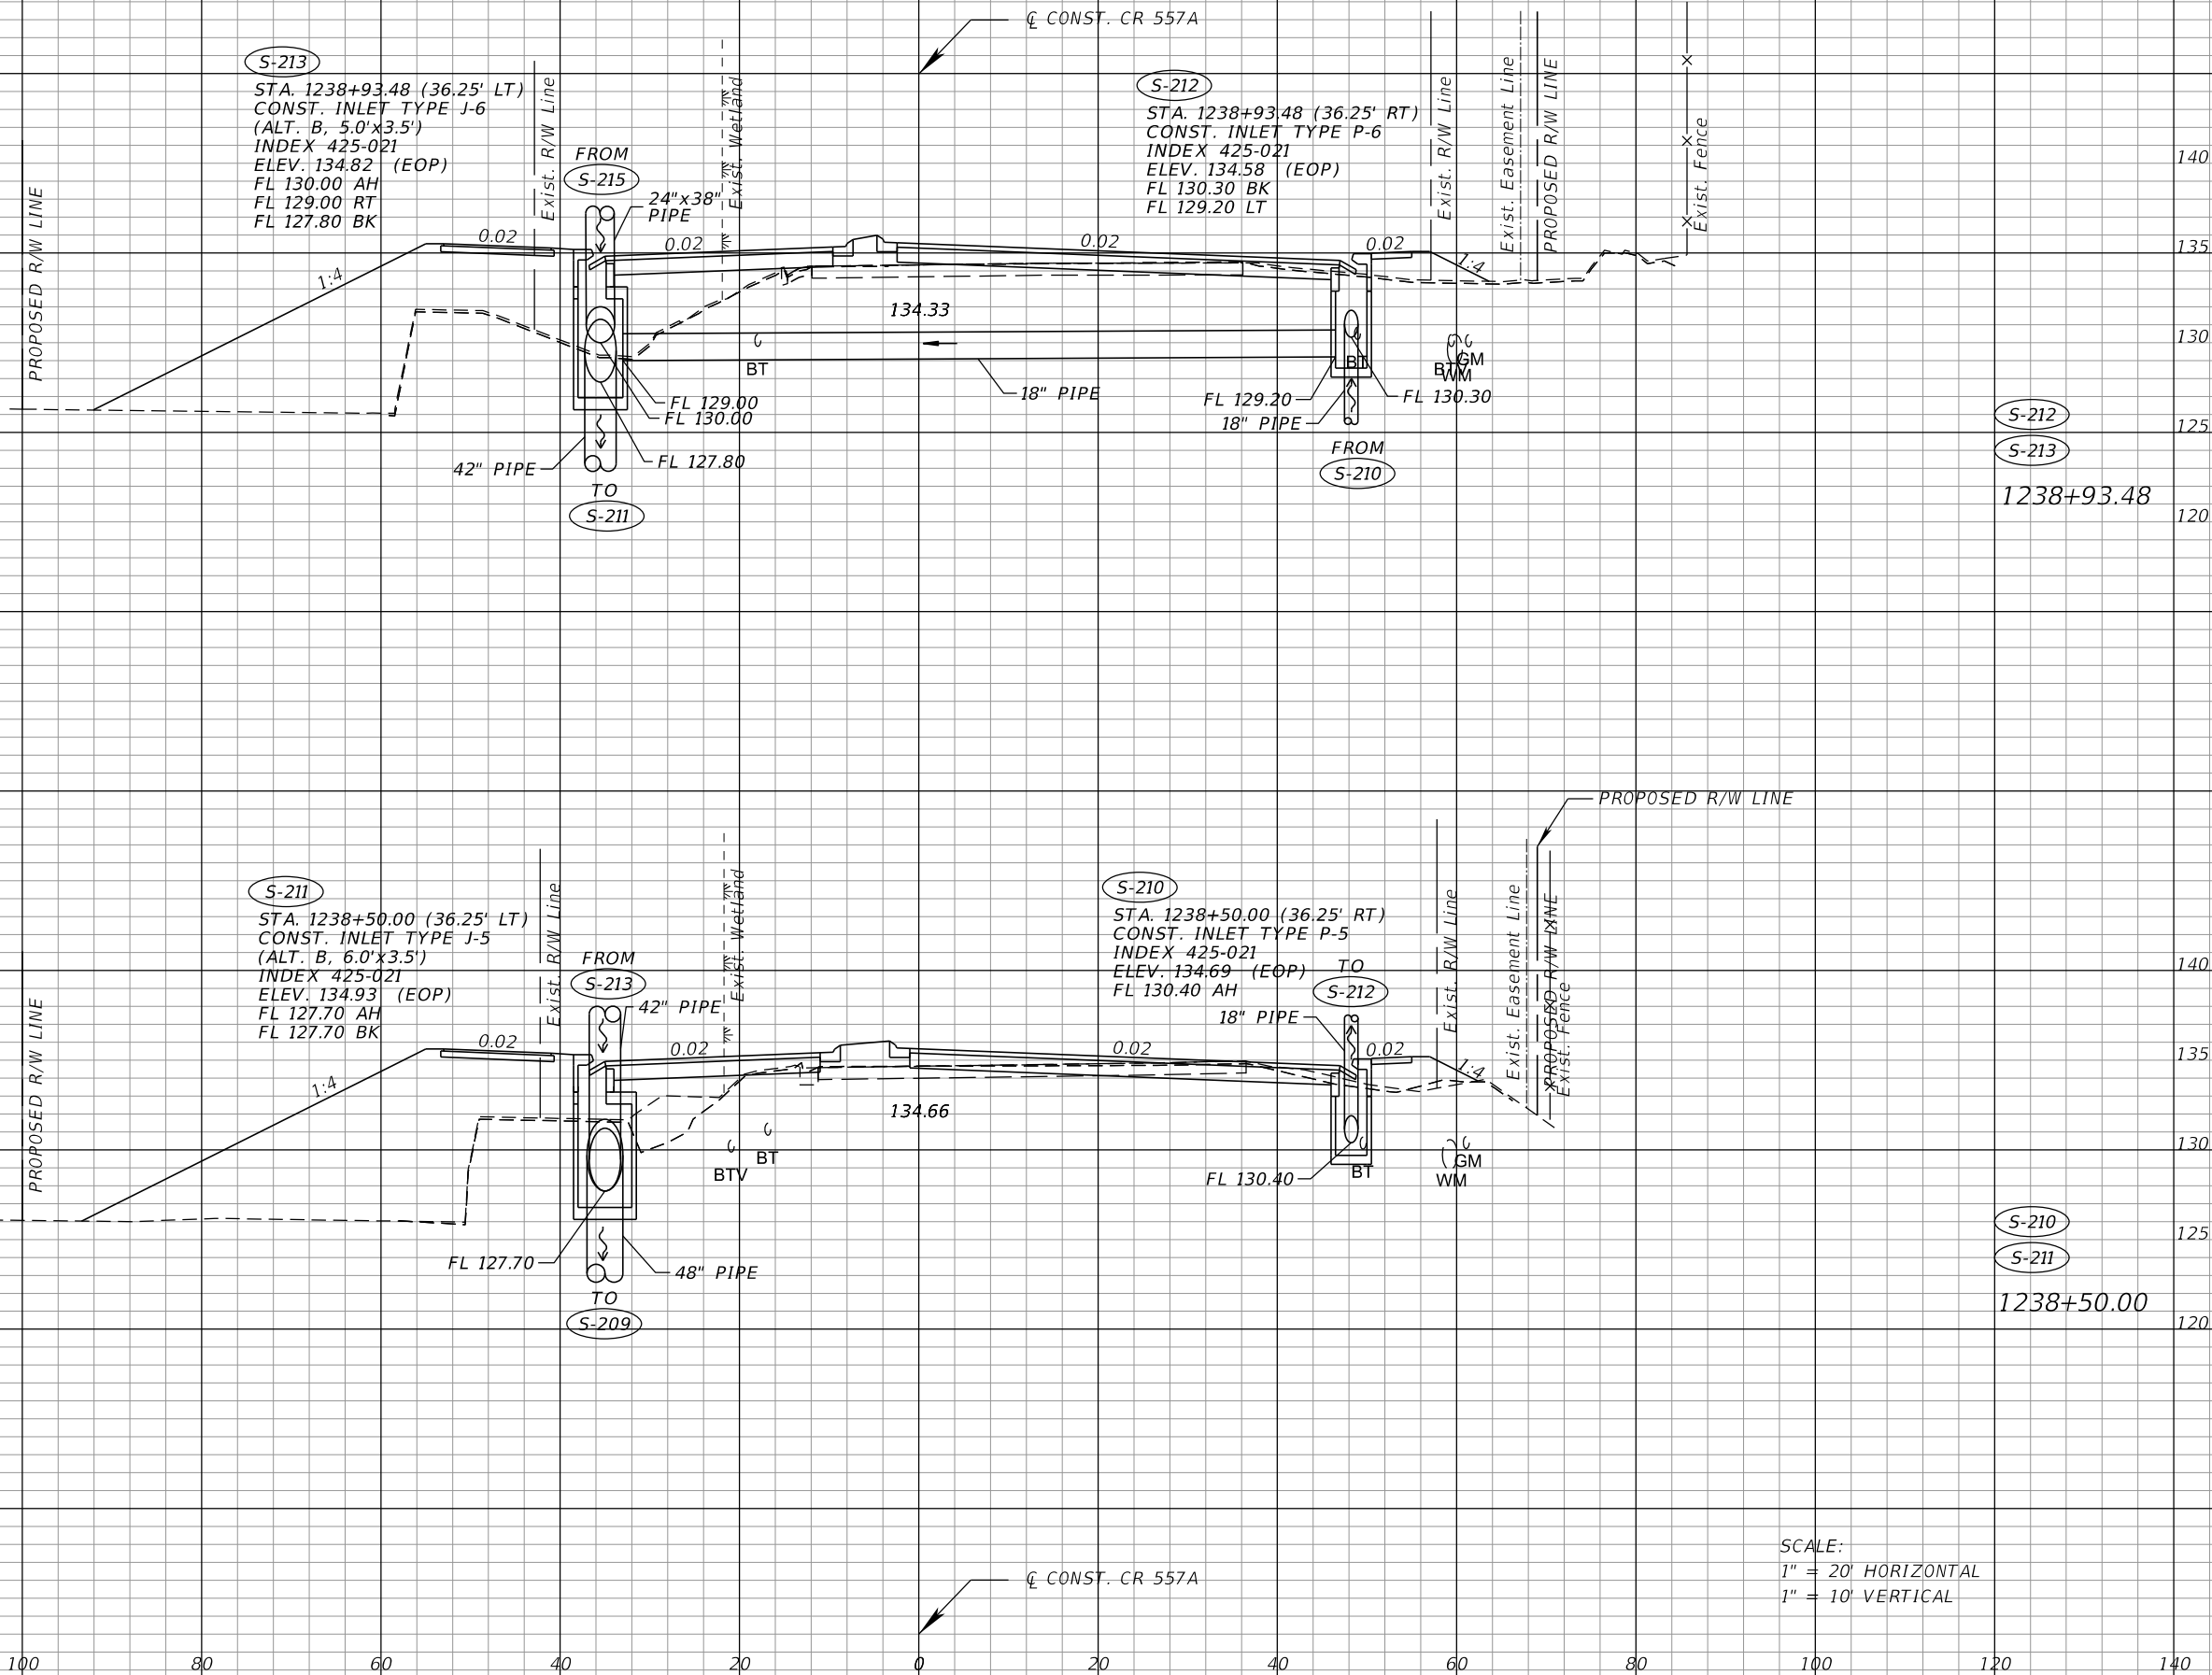 ℄ CONST. CR 557A
S-213
STA. 1238+93.48 (36.25' LT)
CONST. INLET TYPE J-6
(ALT. B, 5.0'x3.5')
INDEX 425-021
ELEV. 134.82 (EOP)
FL 130.00 AH
FL 129.00 RT
FL 127.80 BK
PROPOSED R/W LINE
Exist. R/W Line
FROM
S-215
24"x38"
PIPE
Exist. Wetland
S-212
STA. 1238+93.48 (36.25' RT)
CONST. INLET TYPE P-6
INDEX 425-021
ELEV. 134.58 (EOP)
FL 130.30 BK
FL 129.20 LT
Exist. R/W Line
Exist. Easement Line
PROPOSED R/W LINE
Exist. Fence
140
135
130
125
120
1:4
0.02
0.02
0.02
0.02
1:4
134.33
BT
18" PIPE
FL 129.00
FL 130.00
FL 127.80
42" PIPE
TO
S-211
BT
FL 129.20
FL 130.30
18" PIPE
FROM
S-210
GM
BTV
WM
S-212
S-213
1238+93.48
PROPOSED R/W LINE
S-211
STA. 1238+50.00 (36.25' LT)
CONST. INLET TYPE J-5
(ALT. B, 6.0'x3.5')
INDEX 425-021
ELEV. 134.93 (EOP)
FL 127.70 AH
FL 127.70 BK
PROPOSED R/W LINE
Exist. R/W Line
FROM
S-213
42" PIPE
Exist. Wetland
S-210
STA. 1238+50.00 (36.25' RT)
CONST. INLET TYPE P-5
INDEX 425-021
ELEV. 134.69 (EOP)
FL 130.40 AH
TO
S-212
18" PIPE
Exist. R/W Line
Exist. Easement Line
PROPOSED R/W LINE
Exist. Fence
140
135
130
125
120
1:4
0.02
0.02
0.02
0.02
1:4
134.66
BT
BTV
FL 127.70
48" PIPE
TO
S-209
FL 130.40
BT
GM
WM
S-210
S-211
1238+50.00
SCALE:
1" = 20' HORIZONTAL
1" = 10' VERTICAL
℄ CONST. CR 557A
100 80 60 40 20 0 20 40 60 80 100 120 140